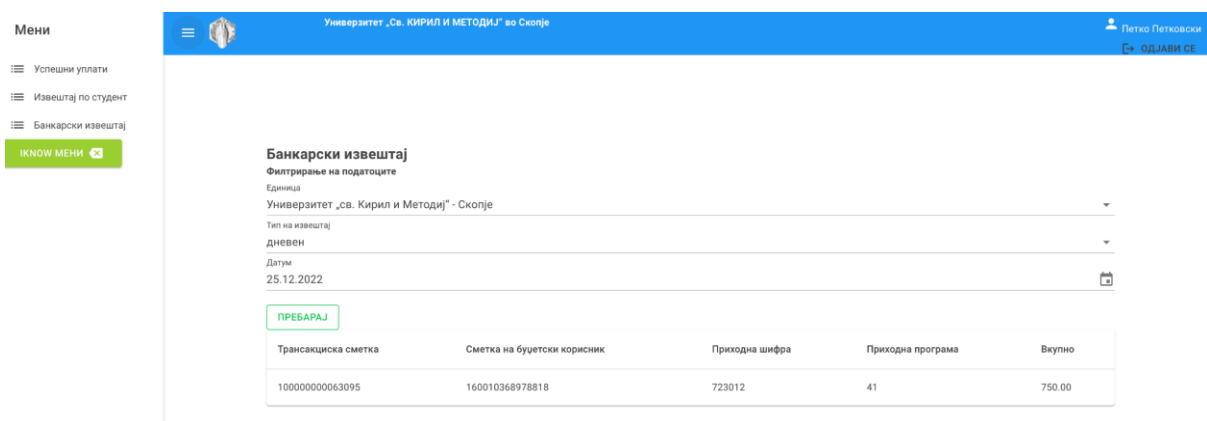 Мени
Универзитет „Св. КИРИЛ И МЕТОДИЈ“ во Скопје
Петко Петковски
ОДЈАВИ СЕ
Успешни уплати
Извештај по студент
Банкарски извештај
IKNOW МЕНИ
Банкарски извештај
Филтрирање на податоците
Единица
Универзитет „св. Кирил и Методиј“ - Скопје
Тип на извештај
дневен
Датум
25.12.2022
ПРЕБАРАЈ
Трансакциска сметка Сметка на буџетски корисник Приходна шифра Приходна програма Вкупно
100000000063095 160010368978818 723012 41 750.00